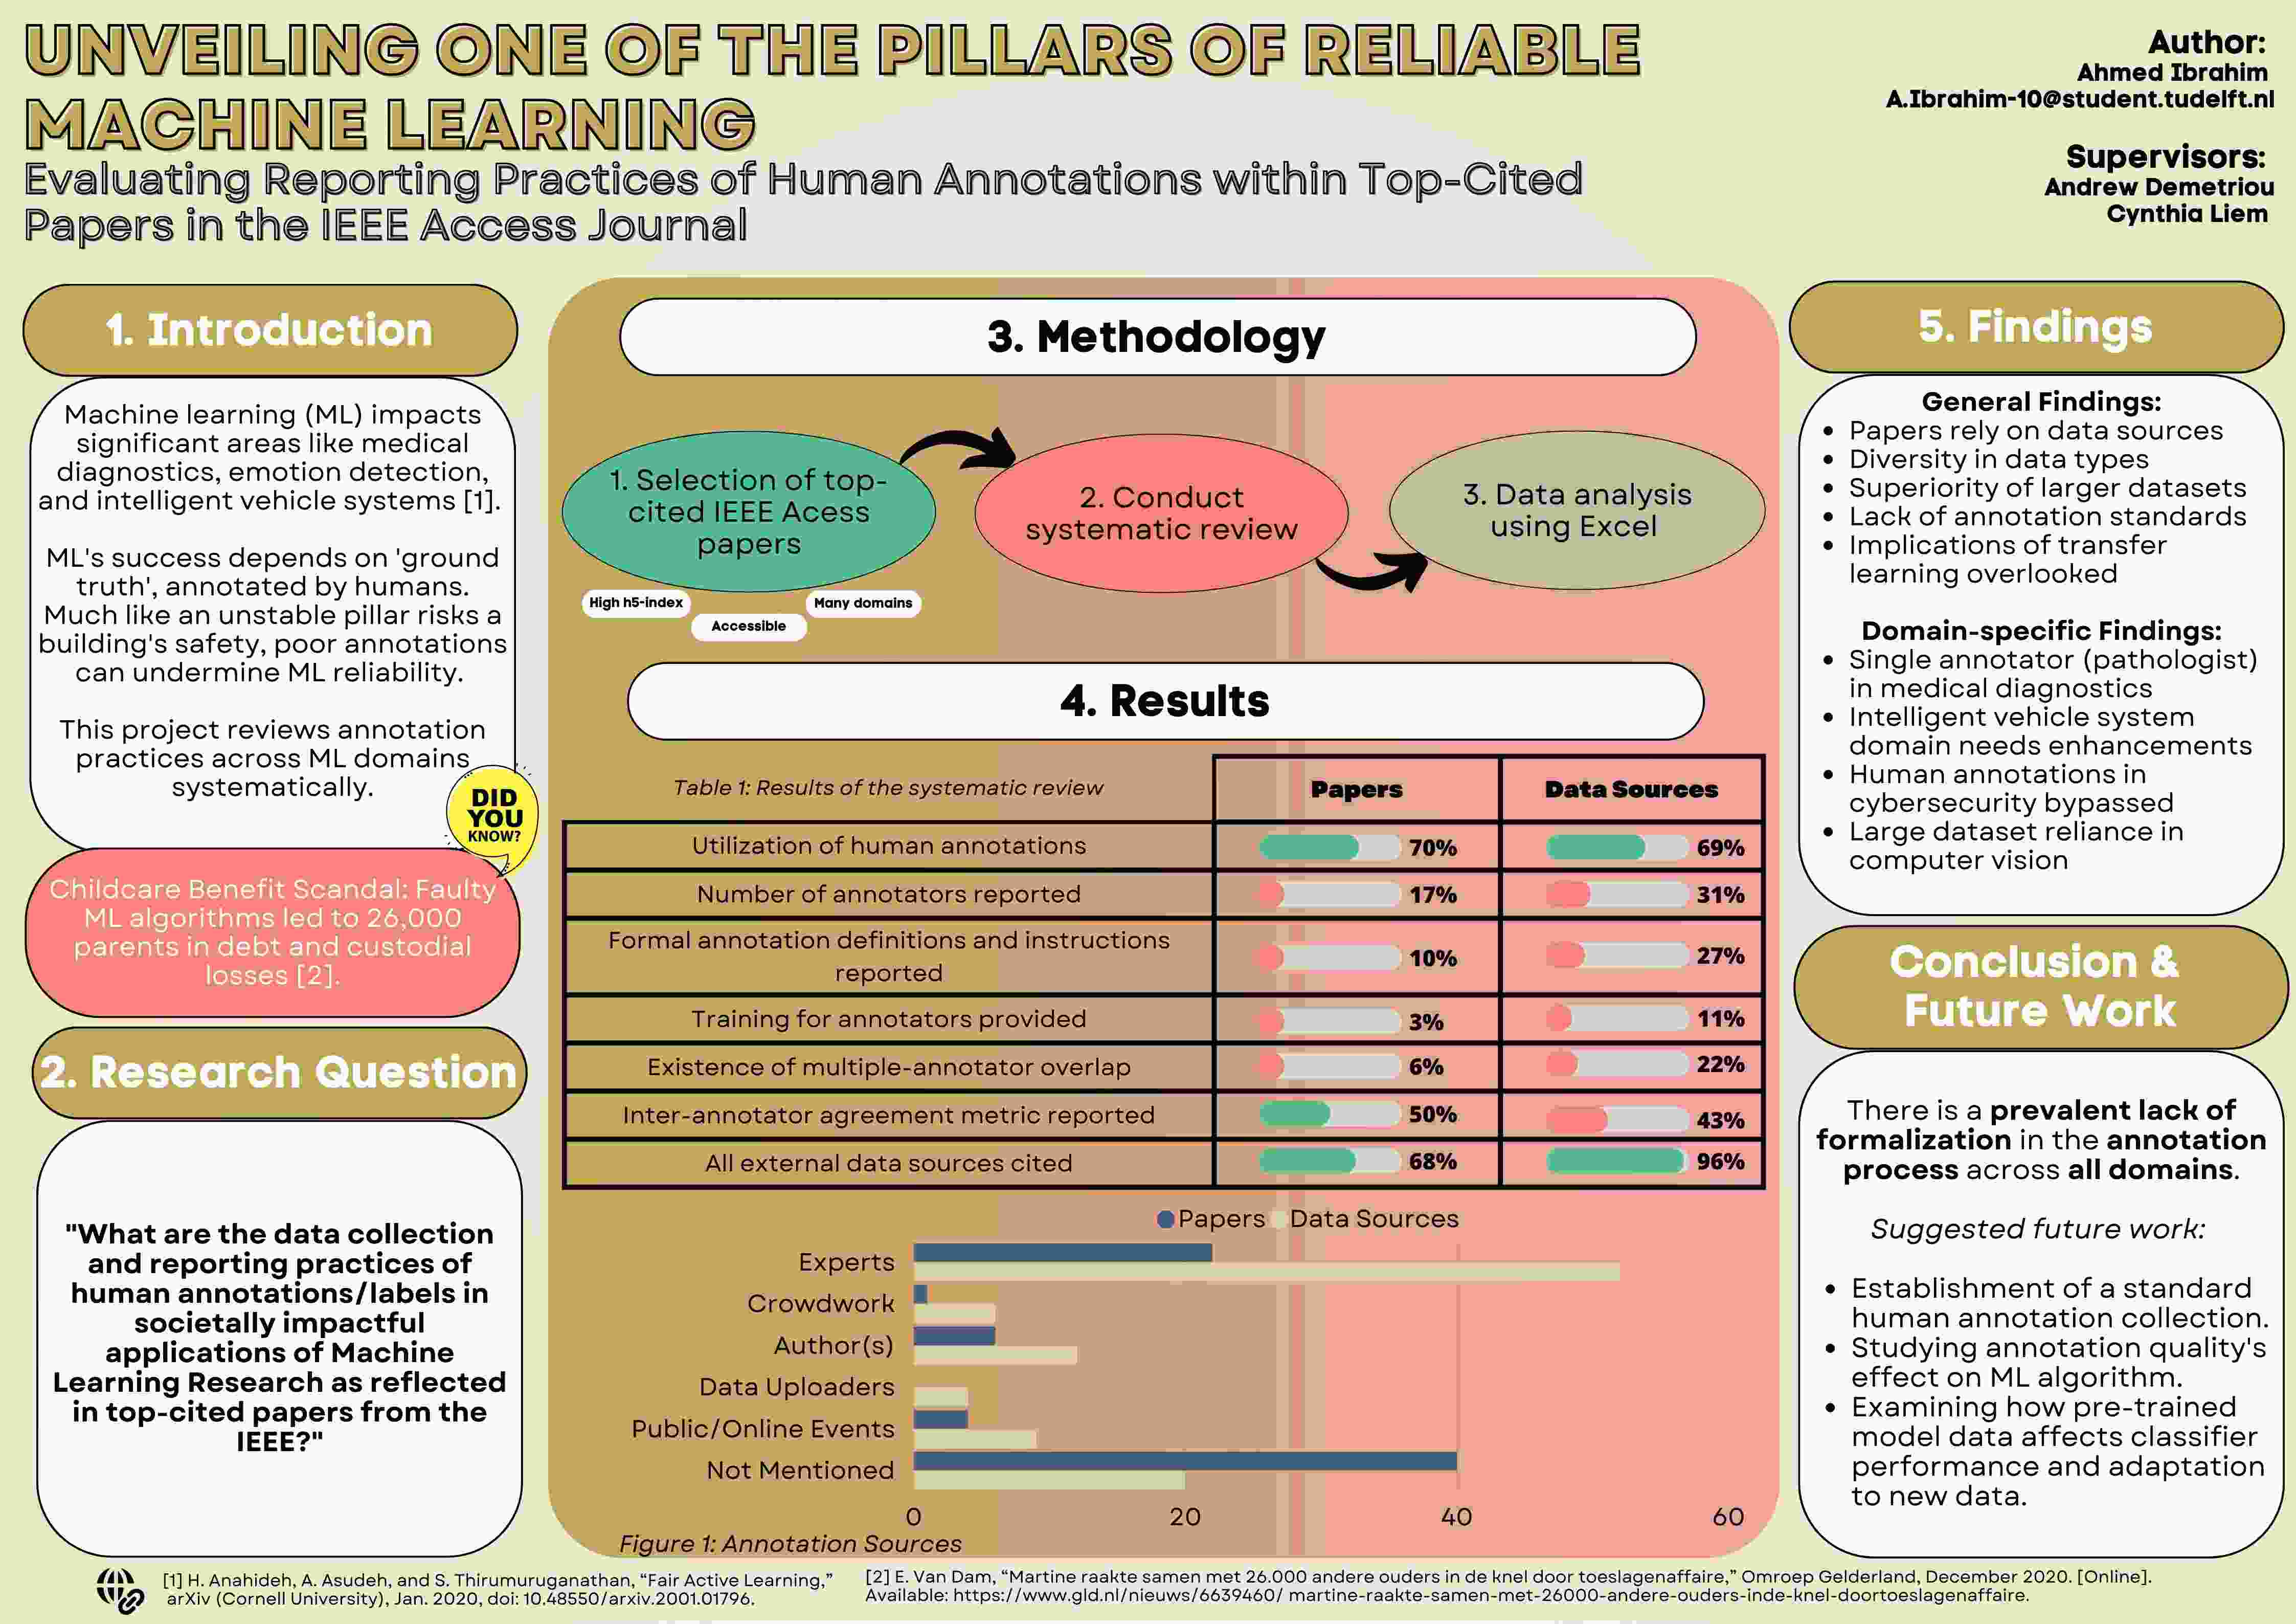 UNVEILING ONE OF THE PILLARS OF RELIABLE
MACHINE LEARNING
Evaluating Reporting Practices of Human Annotations within Top-Cited
Papers in the IEEE Access Journal
Author:
Ahmed Ibrahim
A.Ibrahim-10@student.tudelft.nl
Supervisors:
Andrew Demetriou
Cynthia Liem
1. Introduction
Machine learning (ML) impacts
significant areas like medical
diagnostics, emotion detection,
and intelligent vehicle systems [1].
ML's success depends on 'ground
truth', annotated by humans.
Much like an unstable pillar risks a
building's safety, poor annotations
can undermine ML reliability.
This project reviews annotation
practices across ML domains
systematically.
DID
YOU
KNOW?
Childcare Benefit Scandal: Faulty
ML algorithms led to 26,000
parents in debt and custodial
losses [2].
2. Research Question
"What are the data collection
and reporting practices of
human annotations/labels in
societally impactful
applications of Machine
Learning Research as reflected
in top-cited papers from the
IEEE?"
3. Methodology
1. Selection of top-
cited IEEE Acess
papers
High h5-index
Accessible
Many domains
2. Conduct
systematic review
3. Data analysis
using Excel
4. Results
Table 1: Results of the systematic review
Papers
Data Sources
Utilization of human annotations 70% 69%
Number of annotators reported 17% 31%
Formal annotation definitions and instructions
reported 10% 27%
Training for annotators provided 3% 11%
Existence of multiple-annotator overlap 6% 22%
Inter-annotator agreement metric reported 50% 43%
All external data sources cited 68% 96%
Papers Data Sources
Experts
Crowdwork
Author(s)
Data Uploaders
Public/Online Events
Not Mentioned
0 20 40 60
Figure 1: Annotation Sources
5. Findings
General Findings:
• Papers rely on data sources
• Diversity in data types
• Superiority of larger datasets
• Lack of annotation standards
• Implications of transfer
learning overlooked
Domain-specific Findings:
• Single annotator (pathologist)
in medical diagnostics
• Intelligent vehicle system
domain needs enhancements
• Human annotations in
cybersecurity bypassed
• Large dataset reliance in
computer vision
Conclusion &
Future Work
There is a prevalent lack of
formalization in the annotation
process across all domains.
Suggested future work:
• Establishment of a standard
human annotation collection.
• Studying annotation quality's
effect on ML algorithm.
• Examining how pre-trained
model data affects classifier
performance and adaptation
to new data.
[1] H. Anahideh, A. Asudeh, and S. Thirumuruganathan, “Fair Active Learning,”
arXiv (Cornell University), Jan. 2020, doi: 10.48550/arxiv.2001.01796.
[2] E. Van Dam, “Martine raakte samen met 26.000 andere ouders in de knel door toeslagenaffaire,” Omroep Gelderland, December 2020. [Online].
Available: https://www.gld.nl/nieuws/6639460/ martine-raakte-samen-met-26000-andere-ouders-inde-knel-doortoeslagenaffaire.